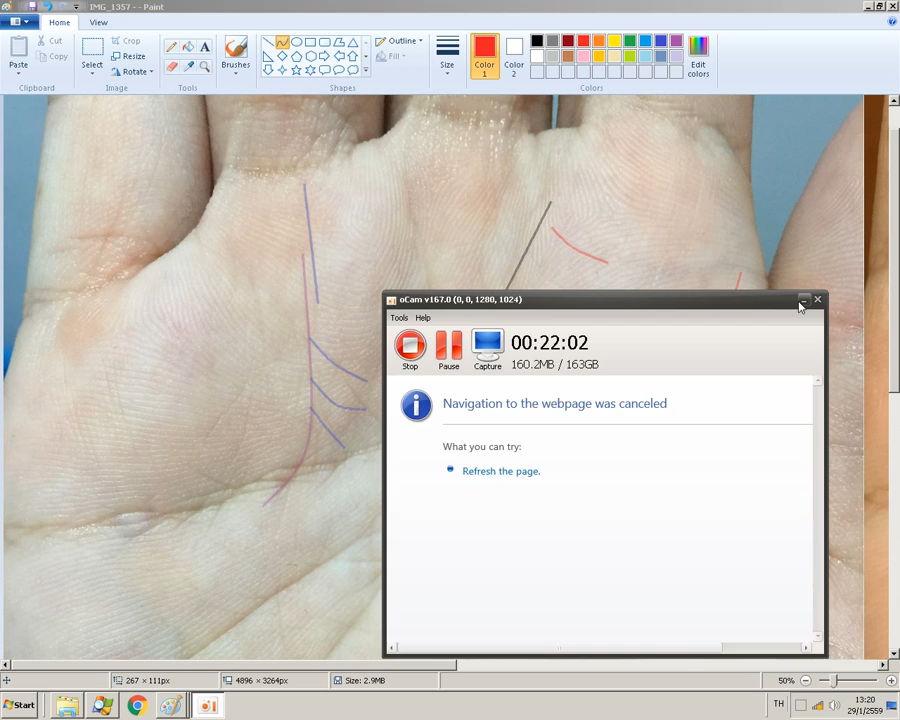 IMG_1357 - - Paint
Home
View
Paste
Cut
Copy
Clipboard
Select
Crop
Resize
Rotate
Image
A
Tools
Brushes
Outline
Fill
Shapes
Size
Color
1
Color
2
Edit
colors
Colors
oCam v167.0 (0, 0, 1280, 1024)
Tools Help
Stop
Pause
Capture
00:22:02
160.2MB / 163GB
Navigation to the webpage was canceled
What you can try:
Refresh the page.
267 × 111px
4896 × 3264px
Size: 2.9MB
50%
Start
TH
13:20
29/1/2559